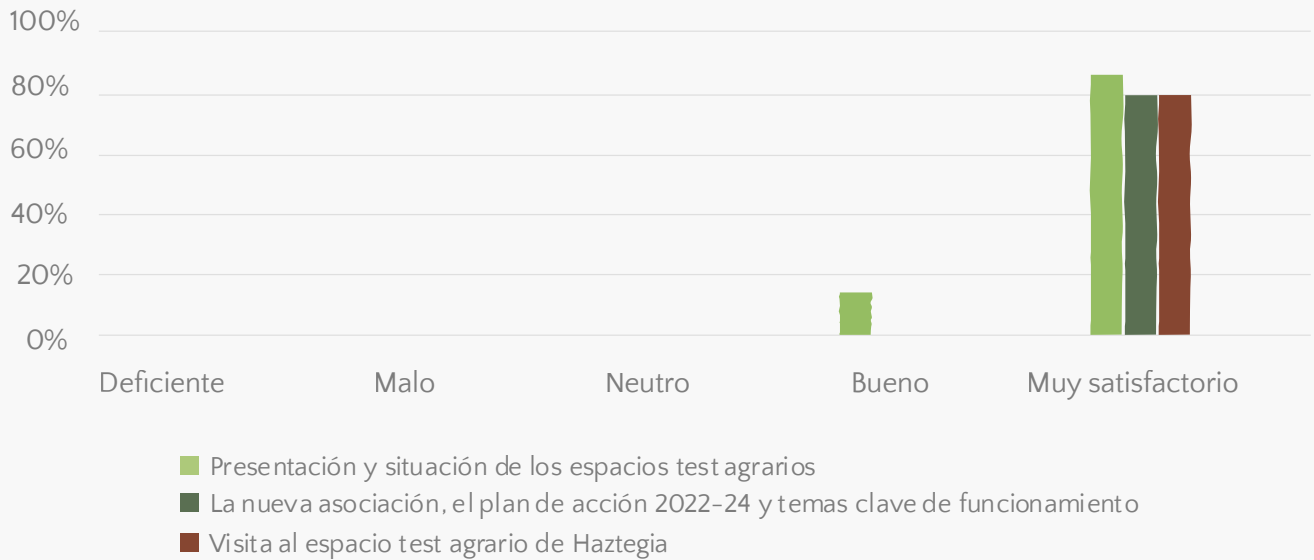 100%
80%
60%
40%
20%
0%
Deficiente Malo Neutro Bueno Muy satisfactorio
Presentación y situación de los espacios test agrarios
La nueva asociación, el plan de acción 2022-24 y temas clave de funcionamiento
Visita al espacio test agrario de Haztegia